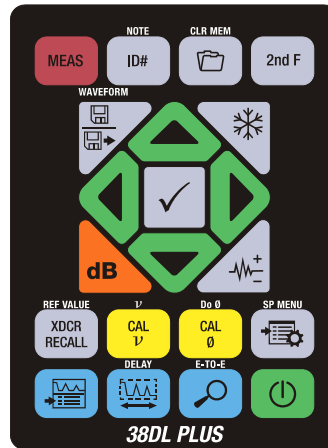 NOTE CLR MEM
MEAS ID# 2nd F
WAVEFORM
dB
+
−
REF VALUE ν Do Ø SP MENU
XDCR RECALL CAL ν CAL Ø
DELAY E-TO-E
38DL PLUS